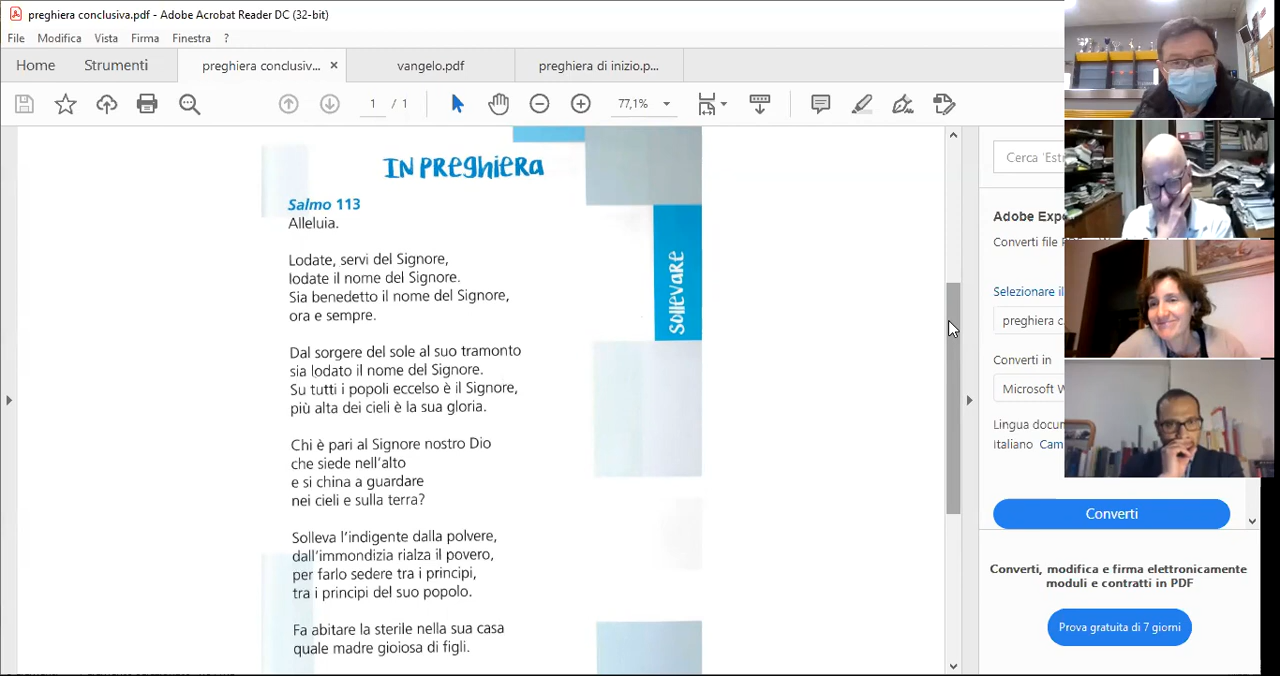 preghiera conclusiva.pdf - Adobe Acrobat Reader DC (32-bit)
File Modifica Vista Firma Finestra ?
Home Strumenti preghiera conclusiv... × vangelo.pdf preghiera di inizio.p...
1 / 1 77,1%
IN PREGHIERA
Salmo 113
Alleluia.
Lodate, servi del Signore,
lodate il nome del Signore.
Sia benedetto il nome del Signore,
ora e sempre.
Dal sorgere del sole al suo tramonto
sia lodato il nome del Signore.
Su tutti i popoli eccelso è il Signore,
più alta dei cieli è la sua gloria.
Chi è pari al Signore nostro Dio
che siede nell'alto
e si china a guardare
nei cieli e sulla terra?
Solleva l'indigente dalla polvere,
dall'immondizia rialza il povero,
per farlo sedere tra i principi,
tra i principi del suo popolo.
Fa abitare la sterile nella sua casa
quale madre gioiosa di figli.
SOLLEVARE
Cerca 'Est
Adobe Exp
Converti file
Selezionare il
preghiera c
Converti in
Microsoft W
Lingua docum
Italiano Cam
Converti
Converti, modifica e firma elettronicamente
moduli e contratti in PDF
Prova gratuita di 7 giorni